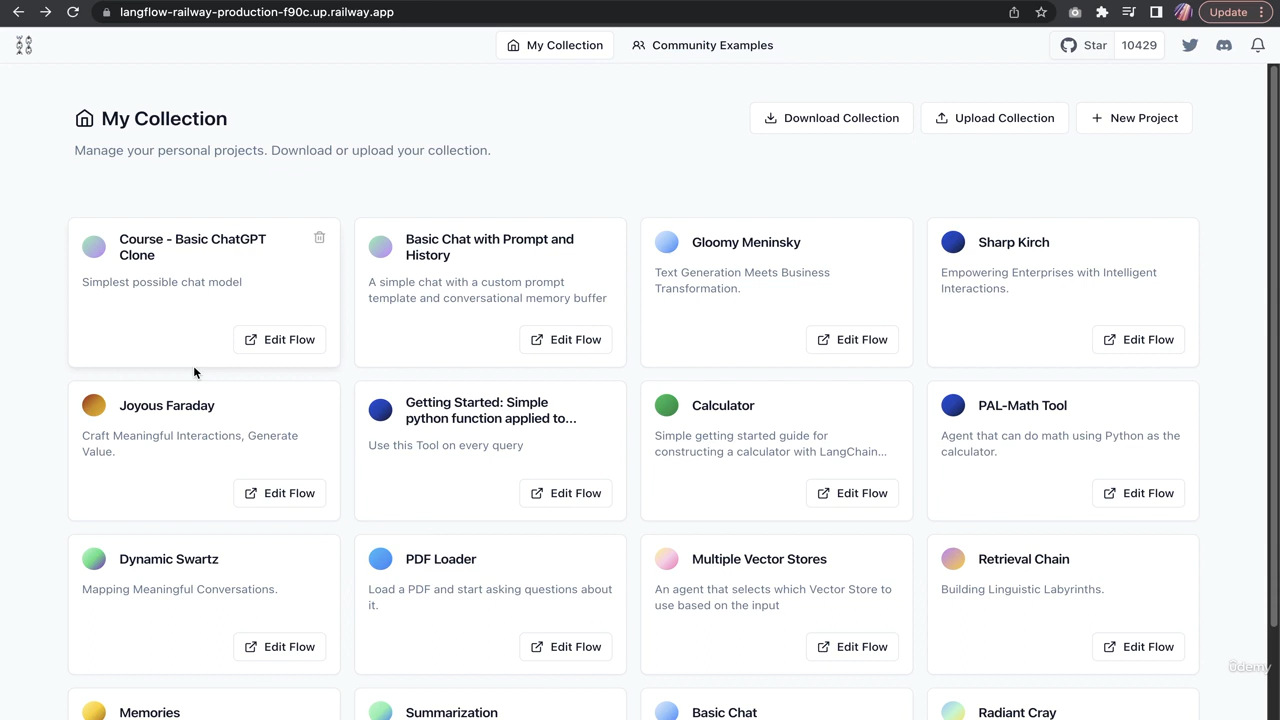 langflow-railway-production-f90c.up.railway.app
Update
My Collection
Community Examples
Star
10429
My Collection
Download Collection
Upload Collection
New Project
Manage your personal projects. Download or upload your collection.
Course - Basic ChatGPT
Clone
Simplest possible chat model
Edit Flow
Basic Chat with Prompt and
History
A simple chat with a custom prompt
template and conversational memory buffer
Edit Flow
Gloomy Meninsky
Text Generation Meets Business
Transformation.
Edit Flow
Sharp Kirch
Empowering Enterprises with Intelligent
Interactions.
Edit Flow
Joyous Faraday
Craft Meaningful Interactions, Generate
Value.
Edit Flow
Getting Started: Simple
python function applied to...
Use this Tool on every query
Edit Flow
Calculator
Simple getting started guide for
constructing a calculator with LangChain...
Edit Flow
PAL-Math Tool
Agent that can do math using Python as the
calculator.
Edit Flow
Dynamic Swartz
Mapping Meaningful Conversations.
Edit Flow
PDF Loader
Load a PDF and start asking questions about
it.
Edit Flow
Multiple Vector Stores
An agent that selects which Vector Store to
use based on the input
Edit Flow
Retrieval Chain
Building Linguistic Labyrinths.
Edit Flow
Memories
Summarization
Basic Chat
Radiant Cray
ûdemy